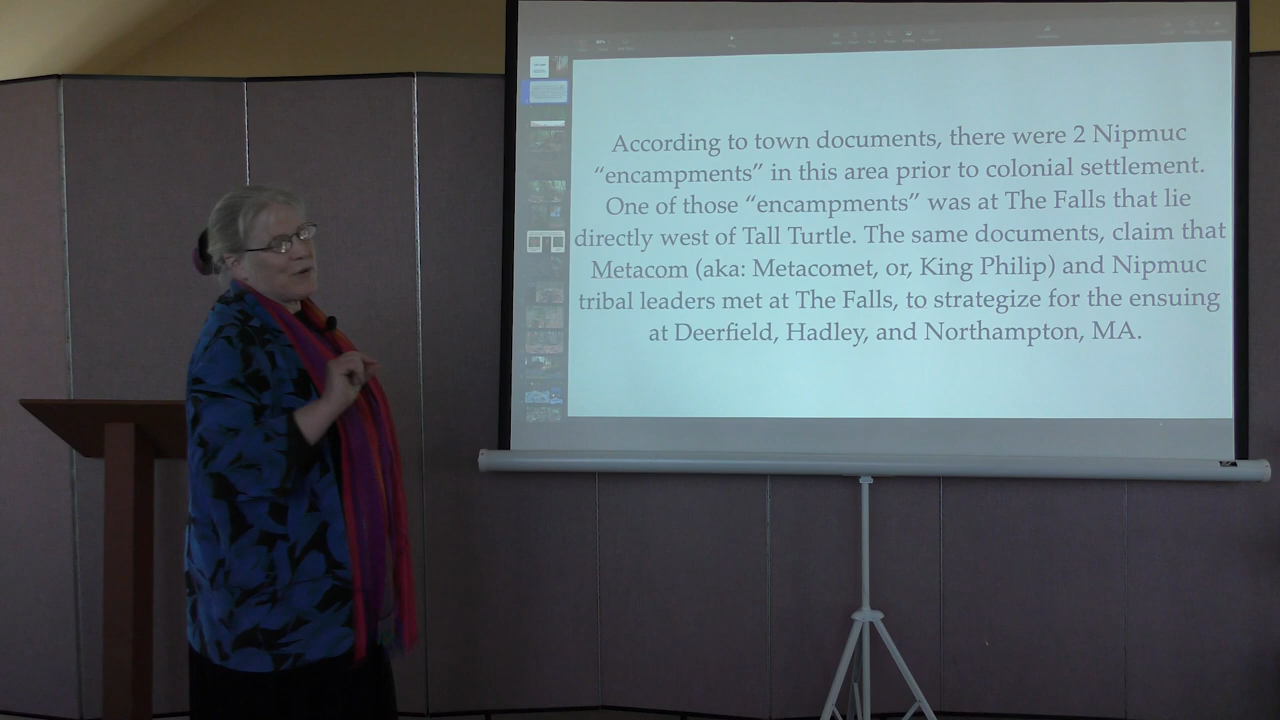 According to town documents, there were 2 Nipmuc
“encampments” in this area prior to colonial settlement.
One of those “encampments” was at The Falls that lie
directly west of Tall Turtle. The same documents, claim that
Metacom (aka: Metacomet, or, King Philip) and Nipmuc
tribal leaders met at The Falls, to strategize for the ensuing
at Deerfield, Hadley, and Northampton, MA.